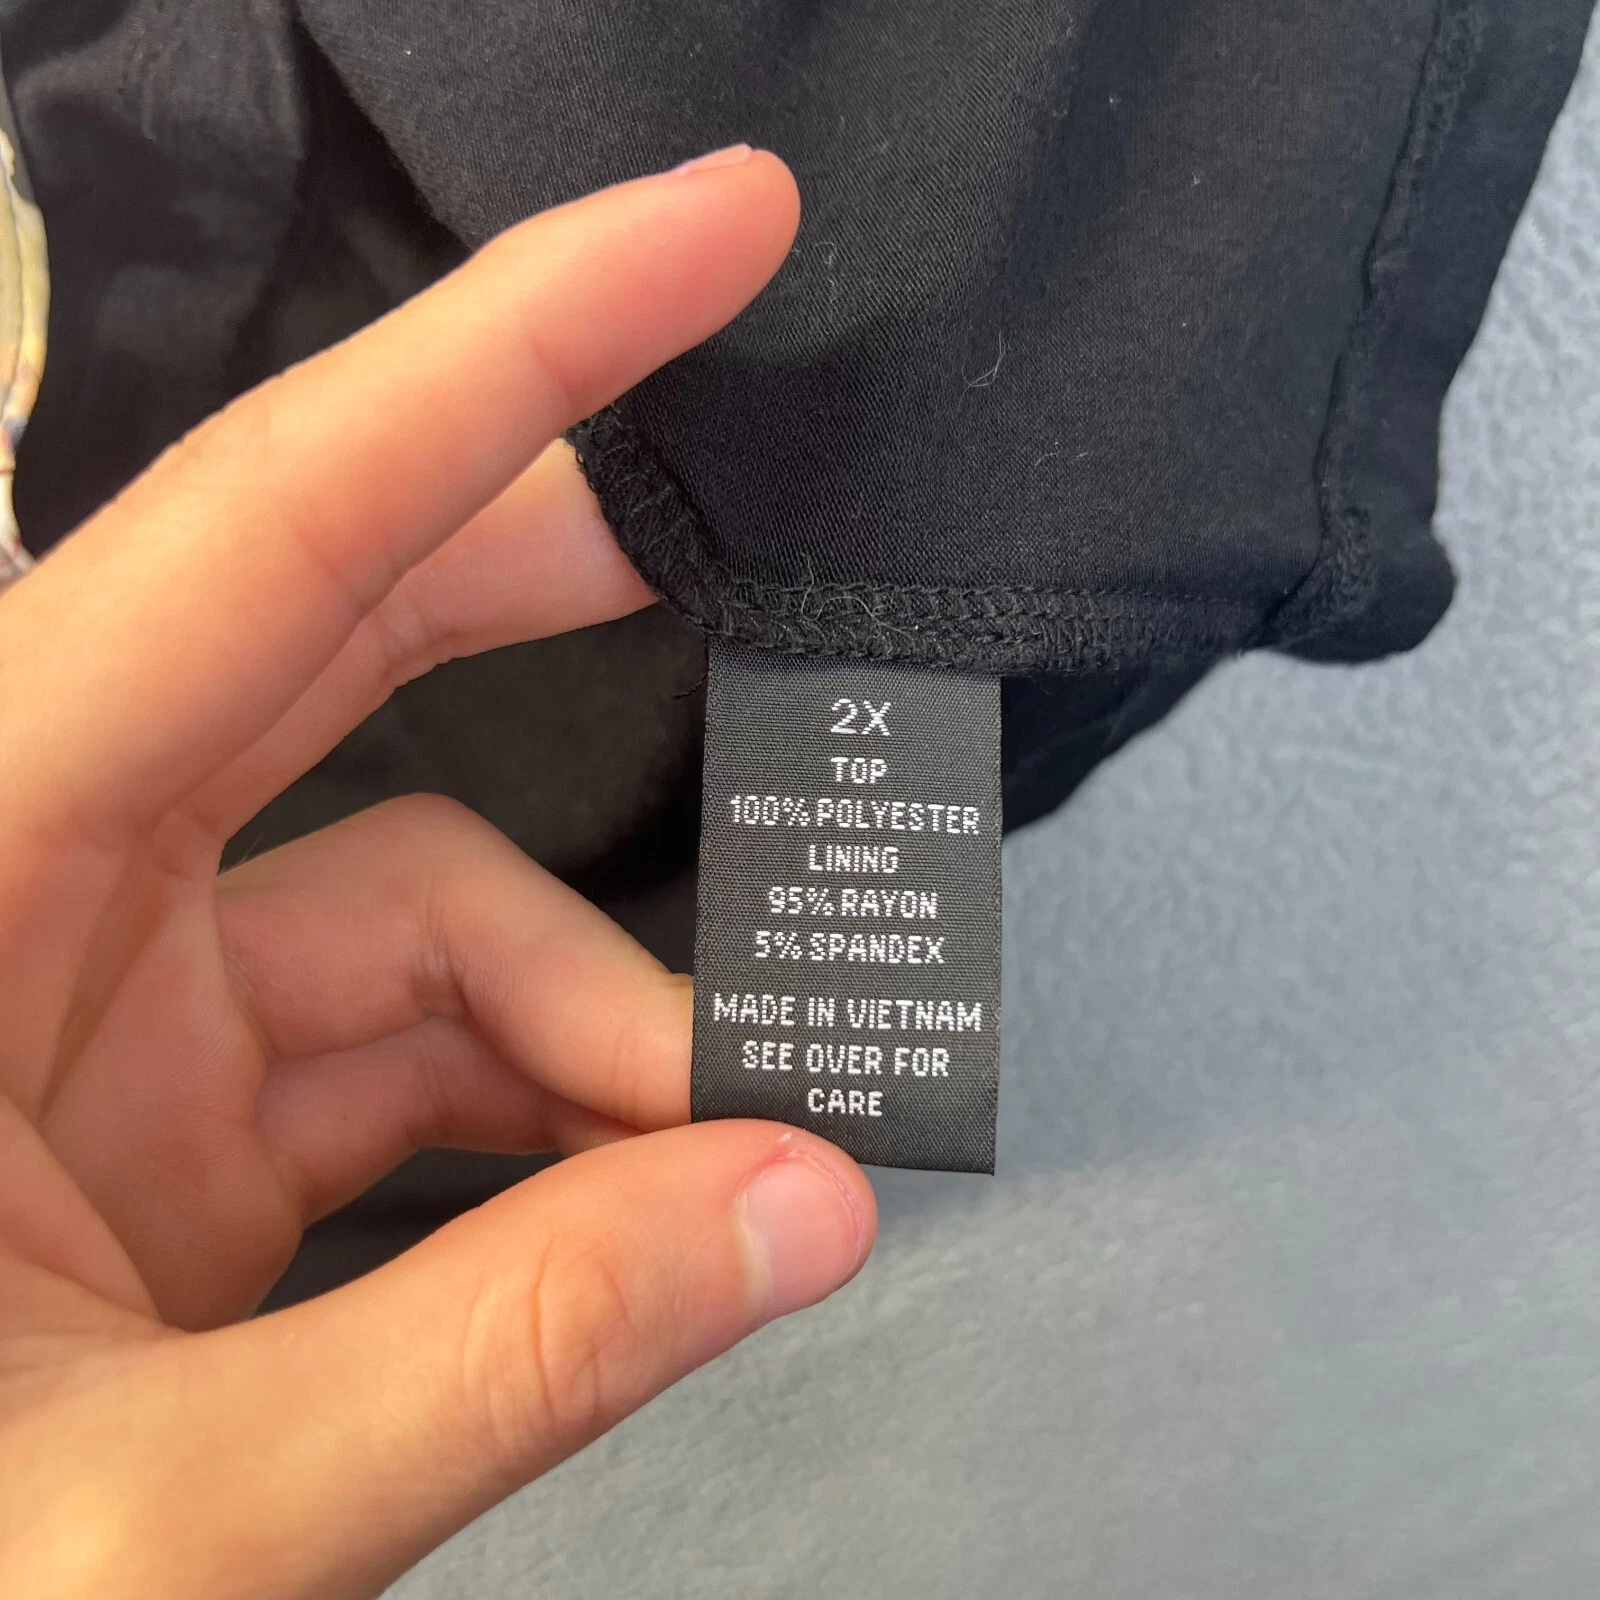 2X
TOP
100% POLYESTER
LINING
95% RAYON
5% SPANDEX
MADE IN VIETNAM
SEE OVER FOR
CARE